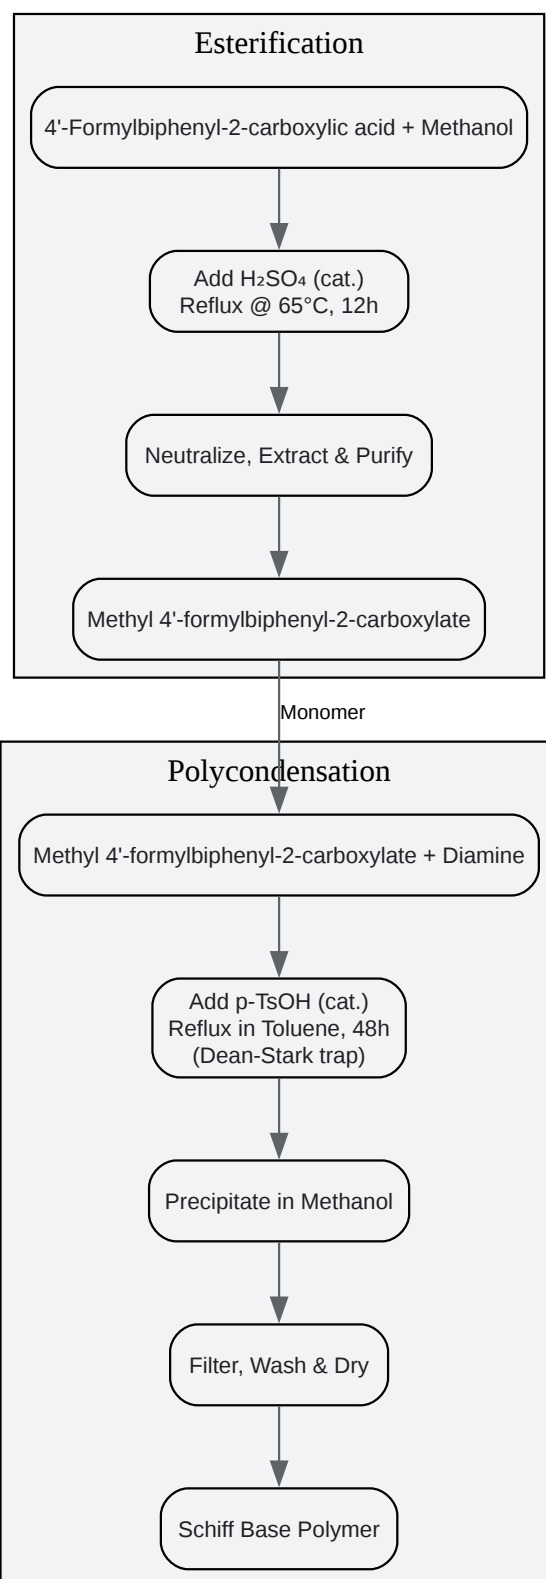 Esterification
4'-Formylbiphenyl-2-carboxylic acid + Methanol
Add H₂SO₄ (cat.)
Reflux @ 65°C, 12h
Neutralize, Extract & Purify
Methyl 4'-formylbiphenyl-2-carboxylate
Monomer
Polycondensation
Methyl 4'-formylbiphenyl-2-carboxylate + Diamine
Add p-TsOH (cat.)
Reflux in Toluene, 48h
(Dean-Stark trap)
Precipitate in Methanol
Filter, Wash & Dry
Schiff Base Polymer